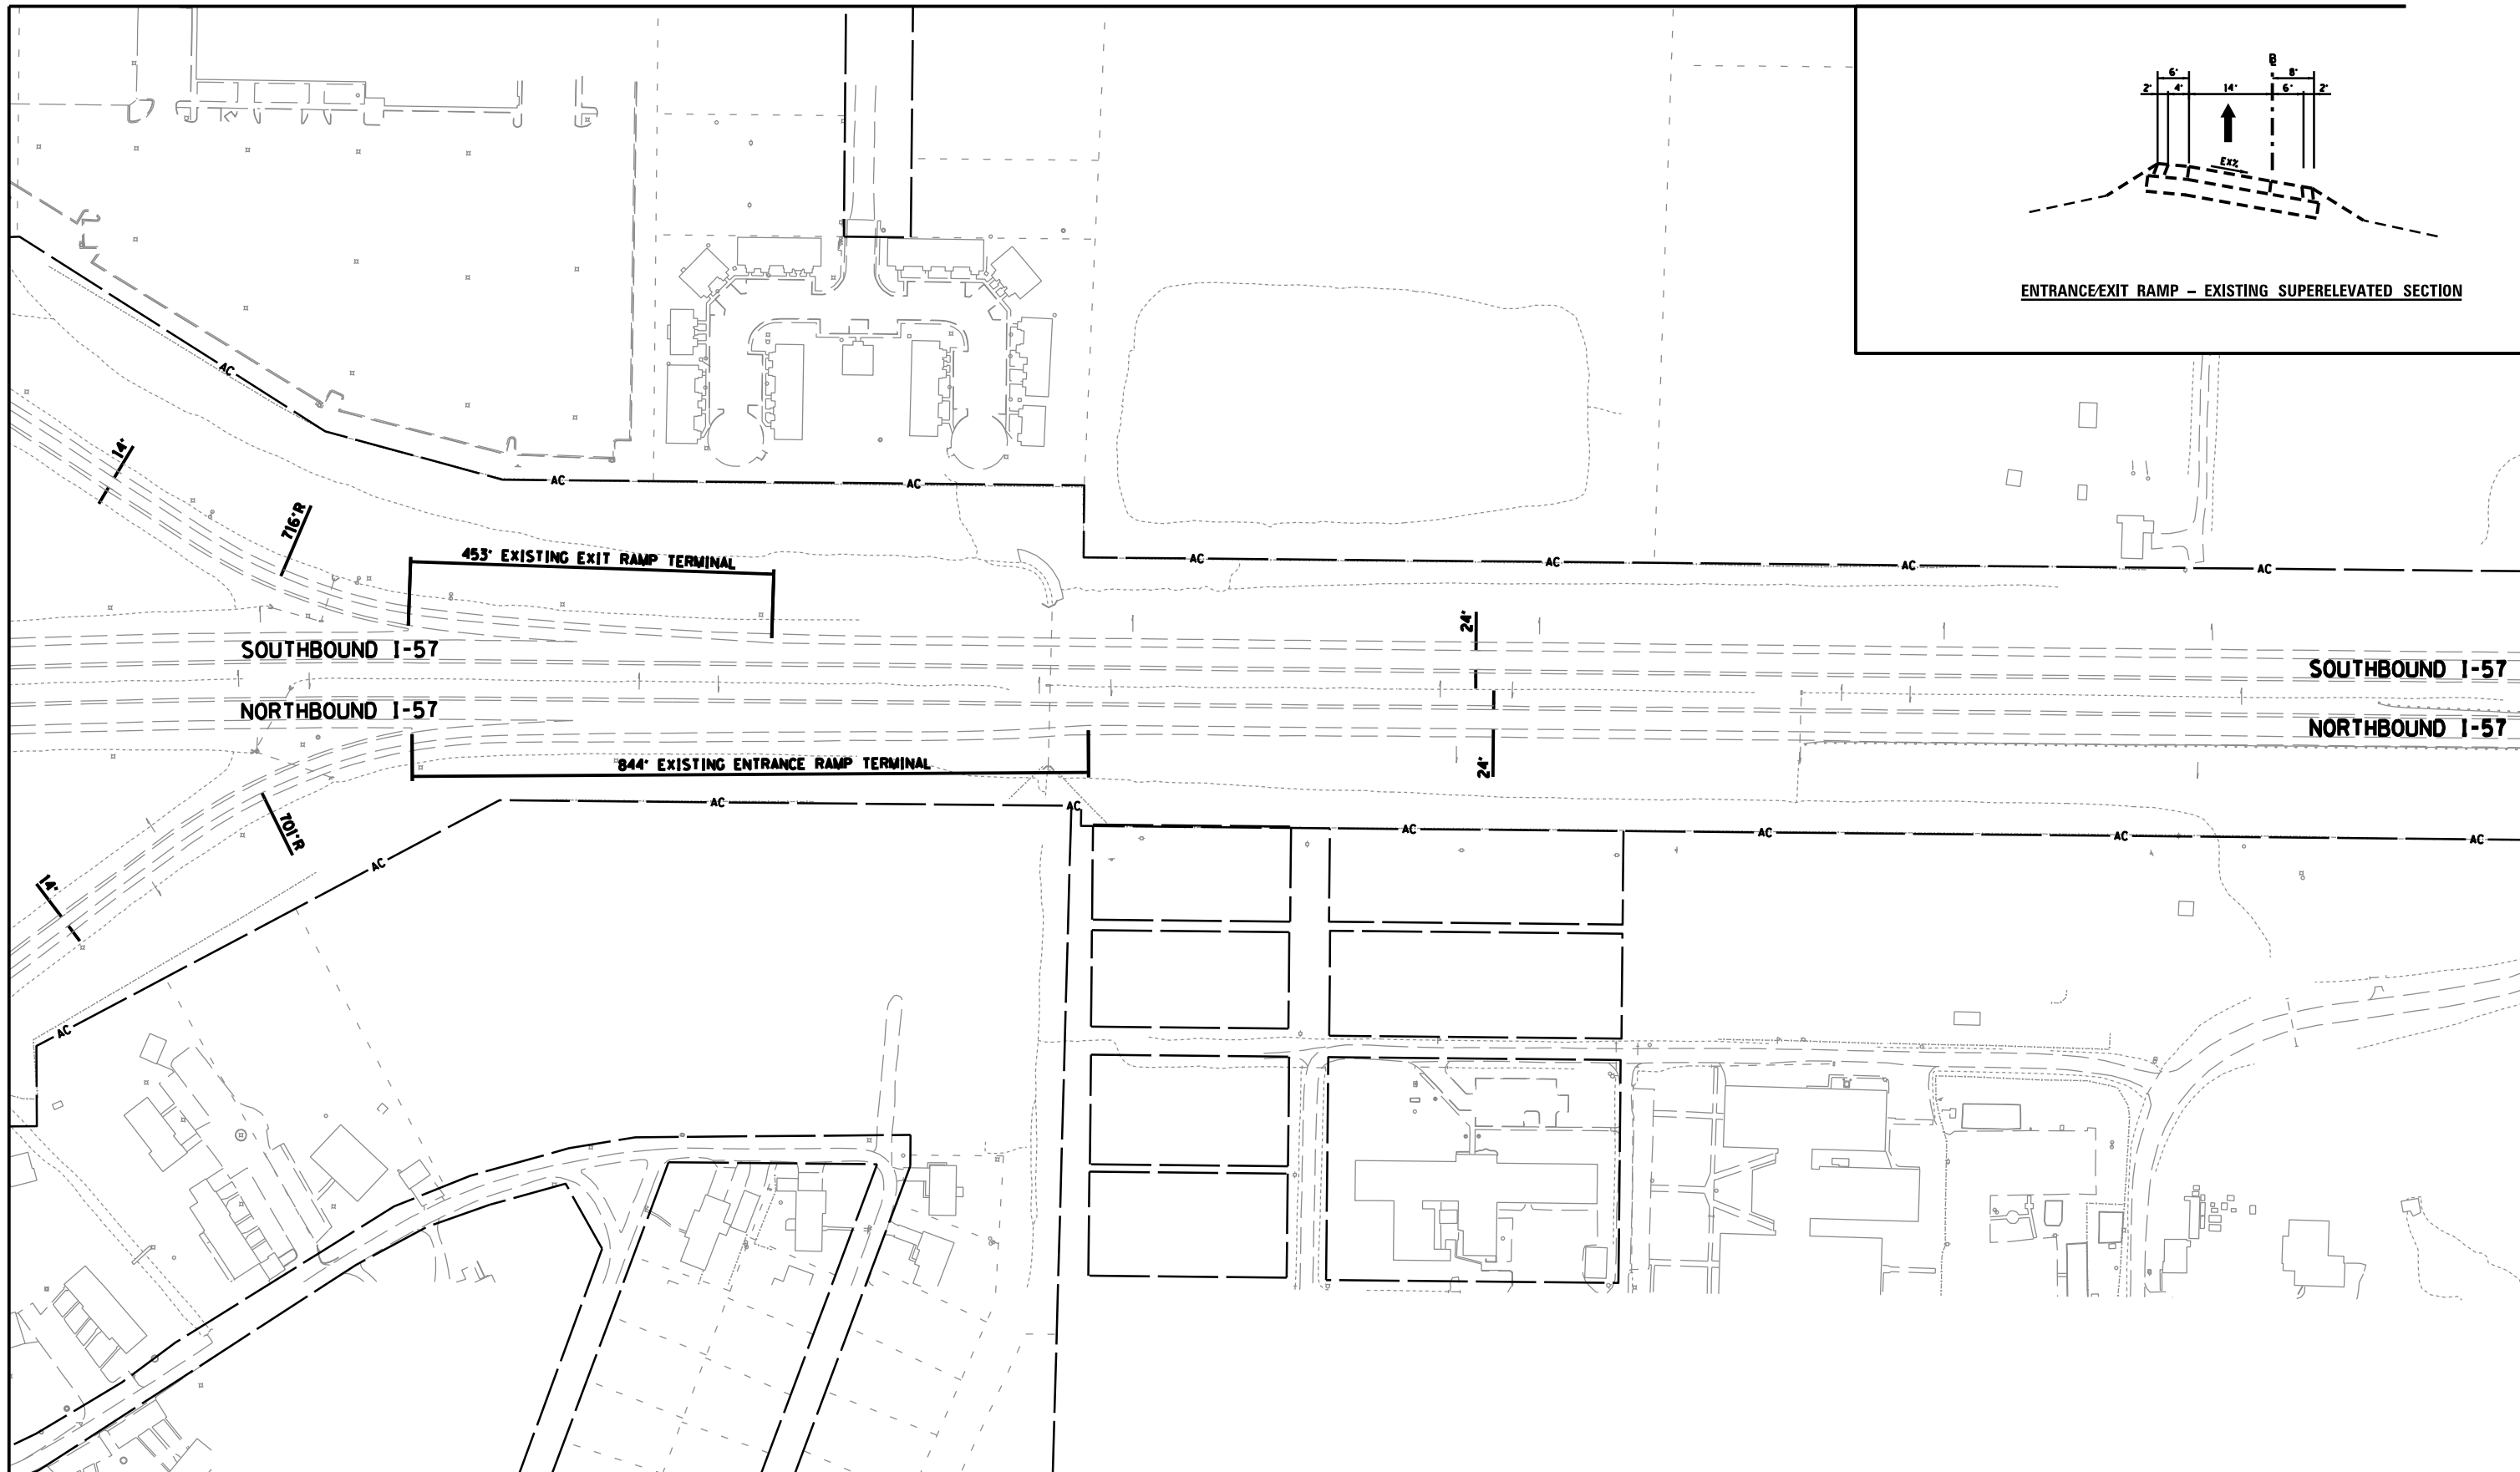 B
6'
8'
2'
4'
14'
6'
2'
EX%
ENTRANCE/EXIT RAMP – EXISTING SUPERELEVATED SECTION
AC
14'
AC
AC
716'R
453' EXISTING EXIT RAMP TERMINAL
AC
AC
AC
AC
24'
SOUTHBOUND I-57
SOUTHBOUND I-57
NORTHBOUND I-57
NORTHBOUND I-57
844' EXISTING ENTRANCE RAMP TERMINAL
24'
AC
AC
701'R
AC
AC
AC
AC
AC
14'
AC